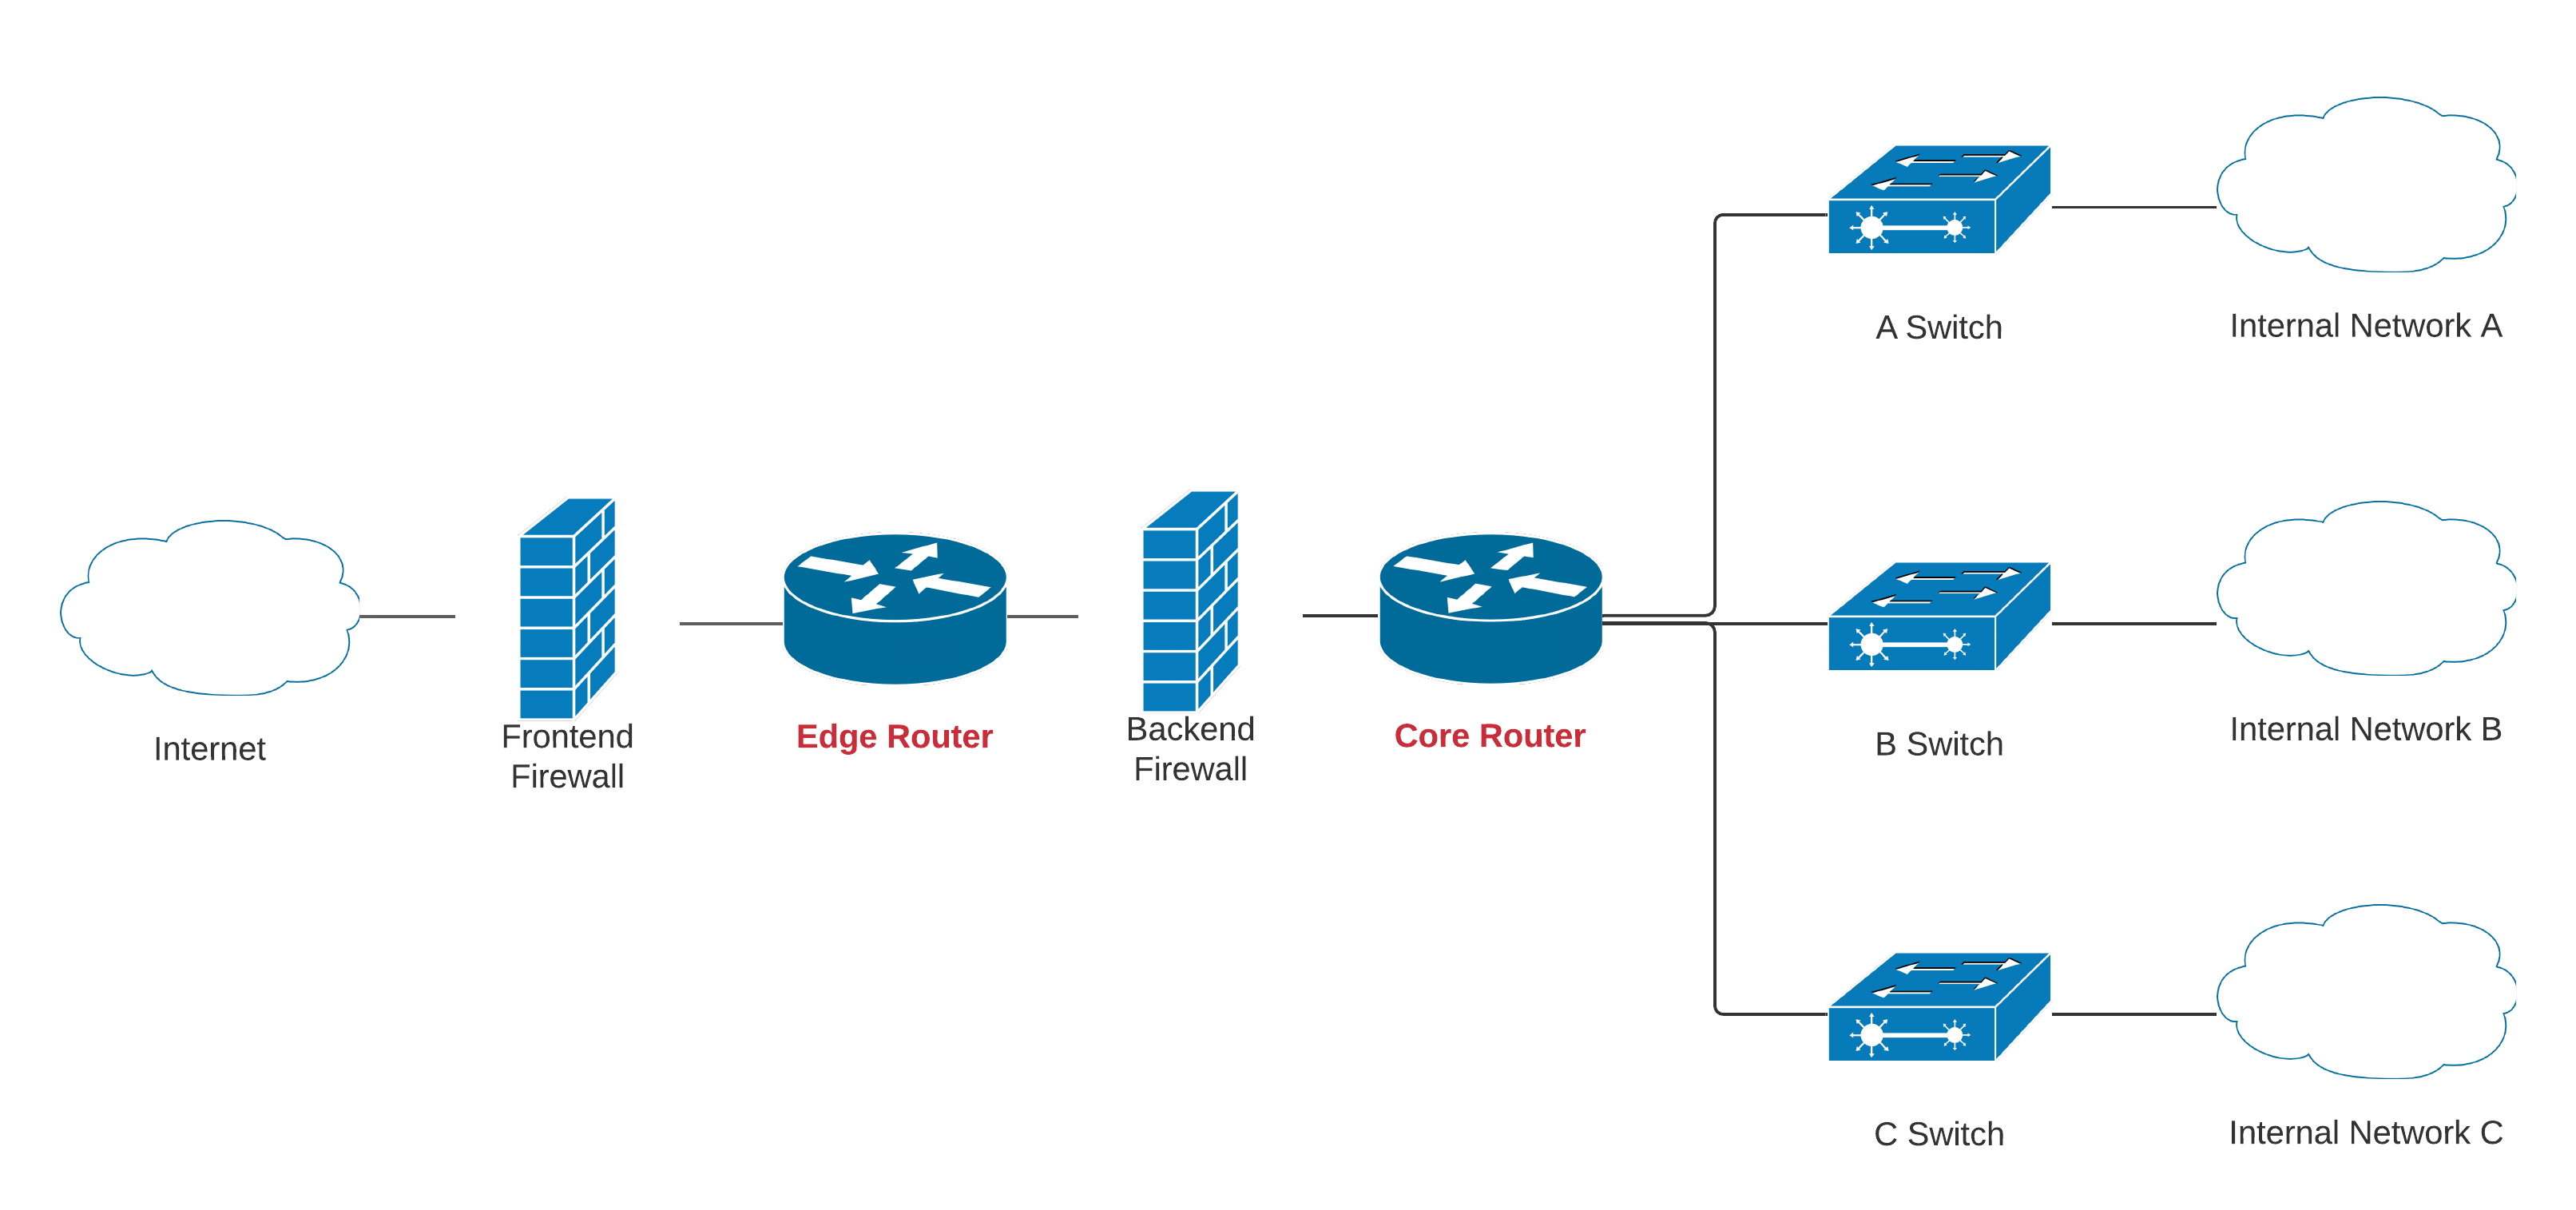 A Switch
Internal Network A
Internet
Frontend
Firewall
Edge Router
Backend
Firewall
Core Router
B Switch
Internal Network B
C Switch
Internal Network C